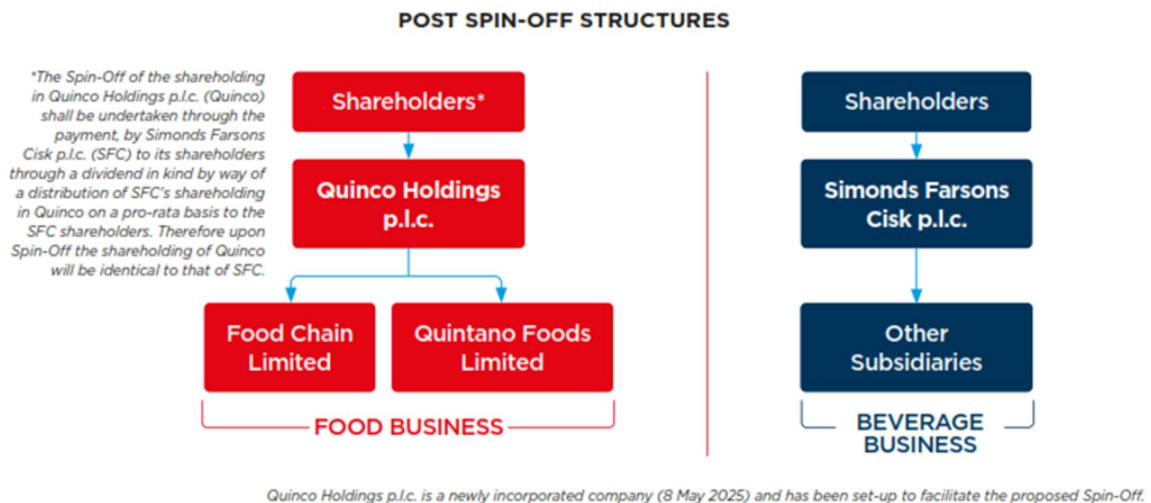 POST SPIN-OFF STRUCTURES
*The Spin-Off of the shareholding
in Quinco Holdings p.l.c. (Quinco)
shall be undertaken through the
payment, by Simonds Farsons
Cisk p.l.c. (SFC) to its shareholders
through a dividend in kind by way of
a distribution of SFC's shareholding
in Quinco on a pro-rata basis to the
SFC shareholders. Therefore upon
Spin-Off the shareholding of Quinco
will be identical to that of SFC.
Shareholders*
Quinco Holdings
p.l.c.
Food Chain
Limited
Quintano Foods
Limited
FOOD BUSINESS
Shareholders
Simonds Farsons
Cisk p.l.c.
Other
Subsidiaries
BEVERAGE
BUSINESS
Quinco Holdings p.l.c. is a newly incorporated company (8 May 2025) and has been set-up to facilitate the proposed Spin-Off.